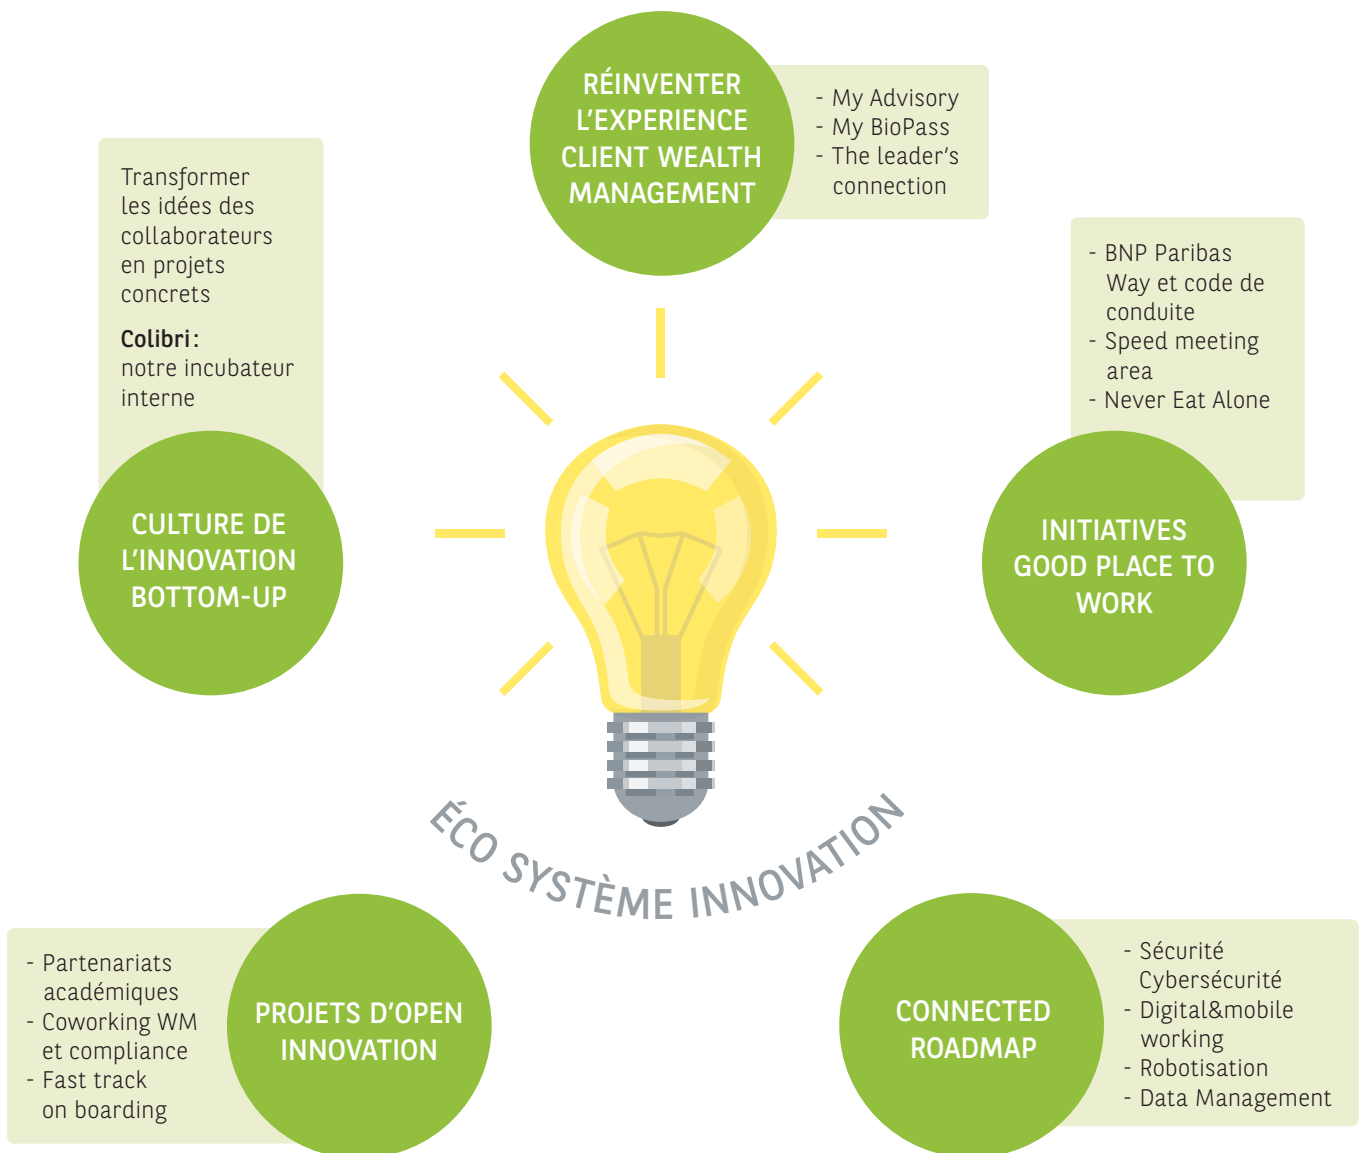 RÉINVENTER
L'EXPERIENCE
CLIENT WEALTH
MANAGEMENT
- My Advisory
- My BioPass
- The leader's
connection
Transformer
les idées des
collaborateurs
en projets
concrets
Colibri :
notre incubateur
interne
CULTURE DE
L'INNOVATION
BOTTOM-UP
- BNP Paribas
Way et code de
conduite
- Speed meeting
area
- Never Eat Alone
INITIATIVES
GOOD PLACE TO
WORK
ÉCO SYSTÈME INNOVATION
- Partenariats
académiques
- Coworking WM
et compliance
- Fast track
on boarding
PROJETS D'OPEN
INNOVATION
CONNECTED
ROADMAP
- Sécurité
Cybersécurité
- Digital&mobile
working
- Robotisation
- Data Management